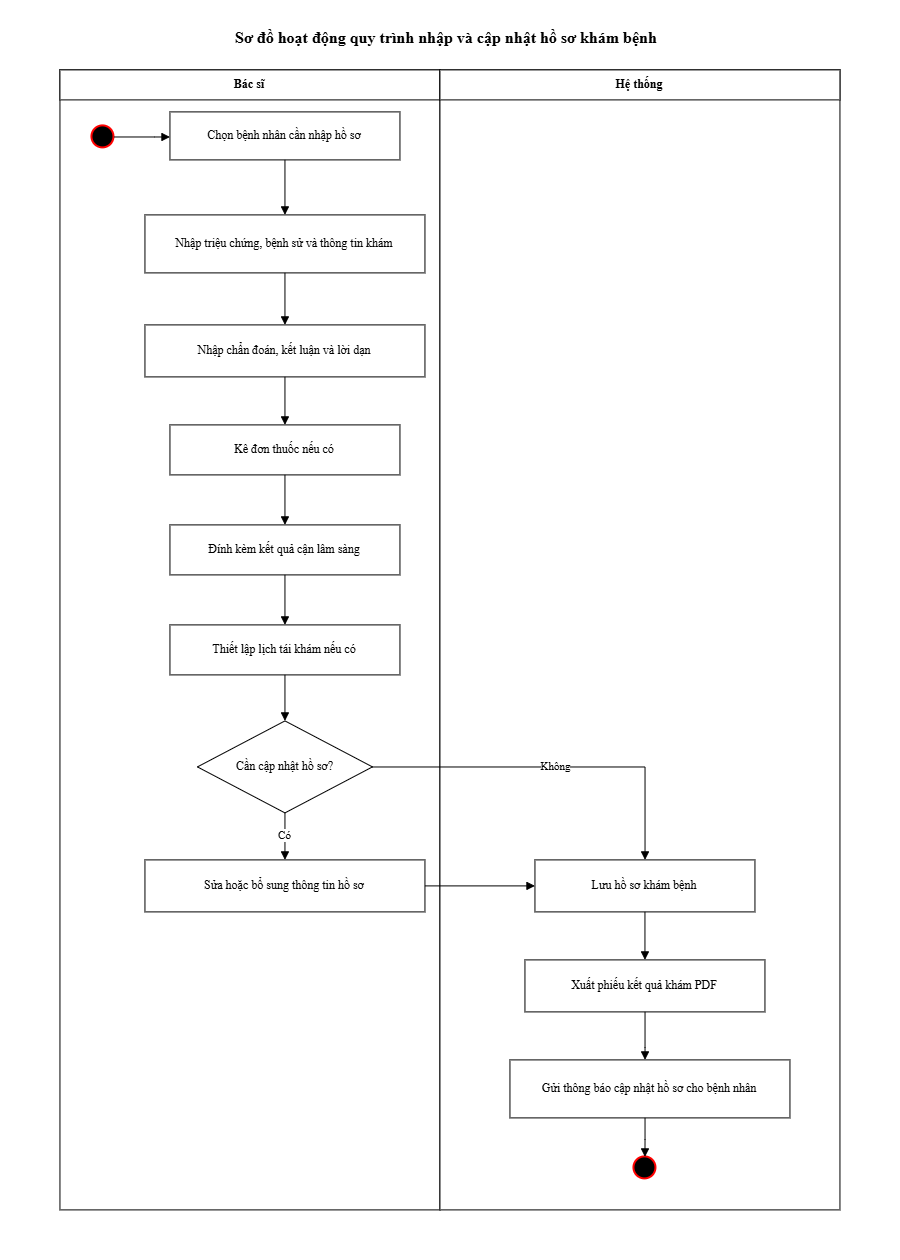 Sơ đồ hoạt động quy trình nhập và cập nhật hồ sơ khám bệnh
Bác sĩ
Hệ thống
Chọn bệnh nhân cần nhập hồ sơ
Nhập triệu chứng, bệnh sử và thông tin khám
Nhập chẩn đoán, kết luận và lời dạn
Kê đơn thuốc nếu có
Đính kèm kết quả cận lâm sàng
Thiết lập lịch tái khám nếu có
Cần cập nhật hồ sơ?
Không
Có
Sửa hoặc bổ sung thông tin hồ sơ
Lưu hồ sơ khám bệnh
Xuất phiếu kết quả khám PDF
Gửi thông báo cập nhật hồ sơ cho bệnh nhân